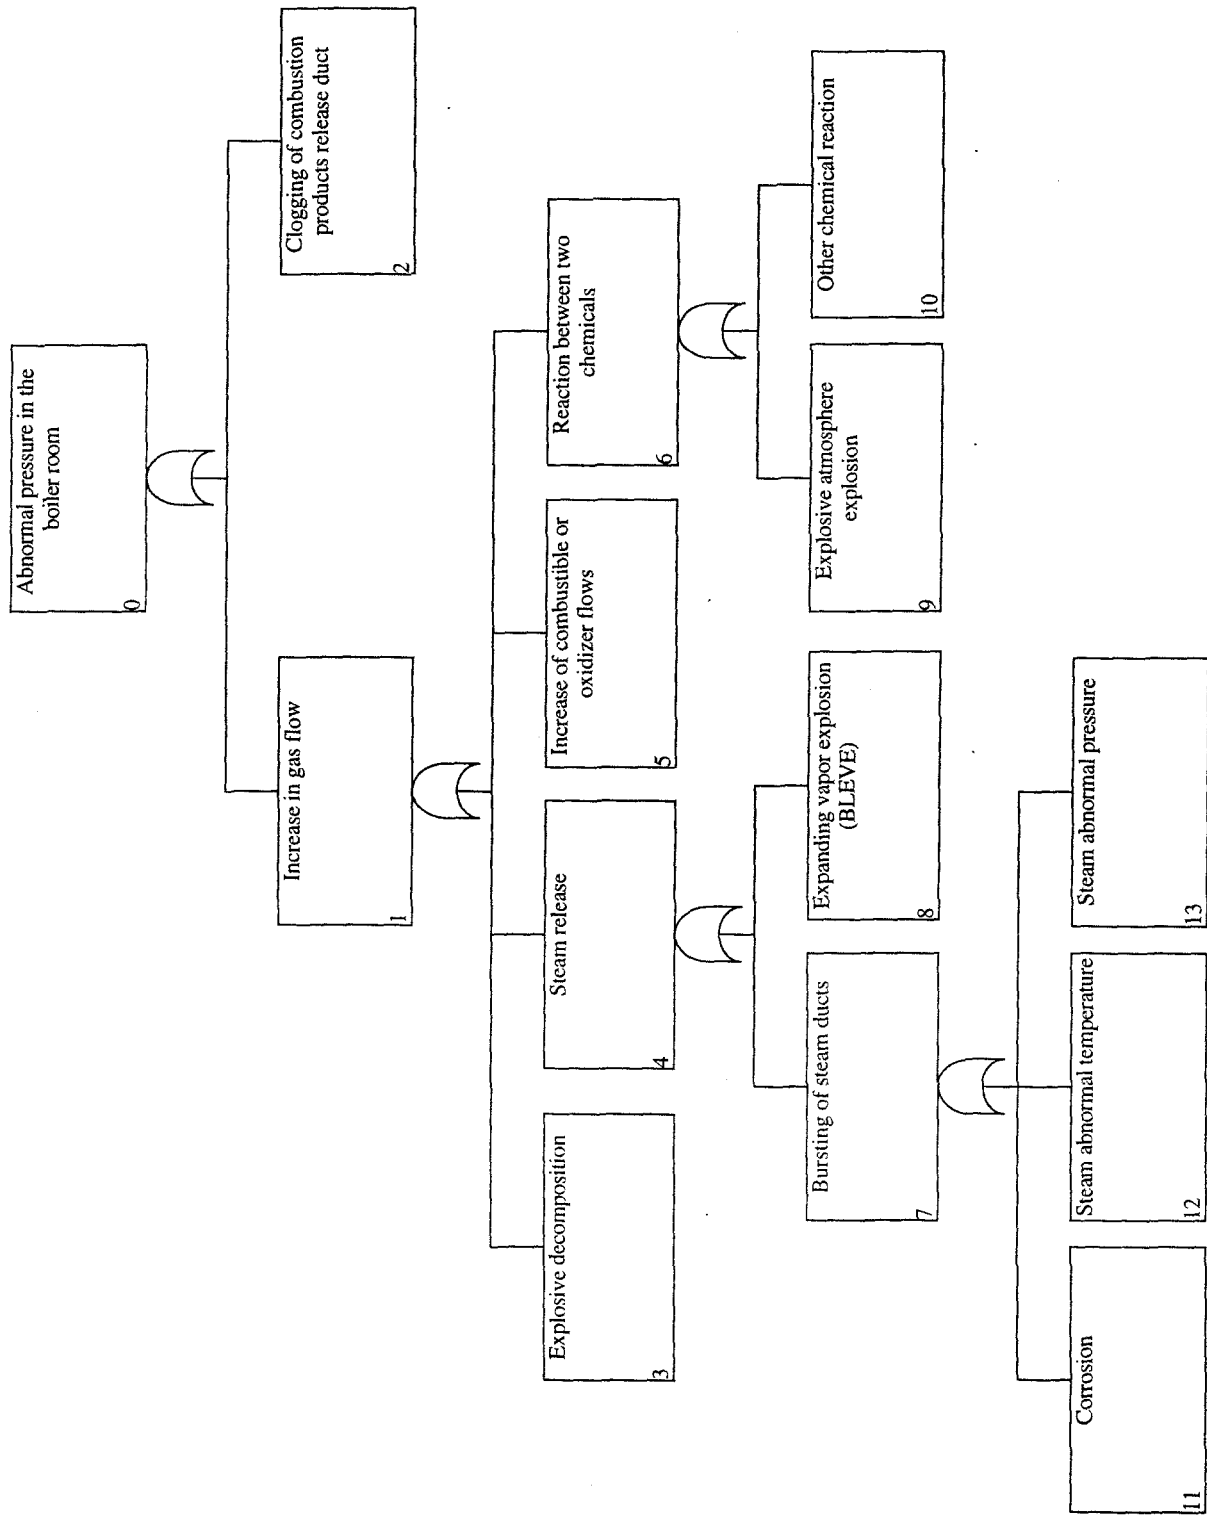 Abnormal pressure in the
boiler room
0
Increase in gas flow
1
Clogging of combustion
products release duct
2
Explosive decomposition
3
Steam release
4
Increase of combustible or
oxidizer flows
5
Reaction between two
chemicals
6
Bursting of steam ducts
7
Expanding vapor explosion
(BLEVE)
8
Explosive atmosphere
explosion
9
Other chemical reaction
10
Corrosion
11
Steam abnormal temperature
12
Steam abnormal pressure
13